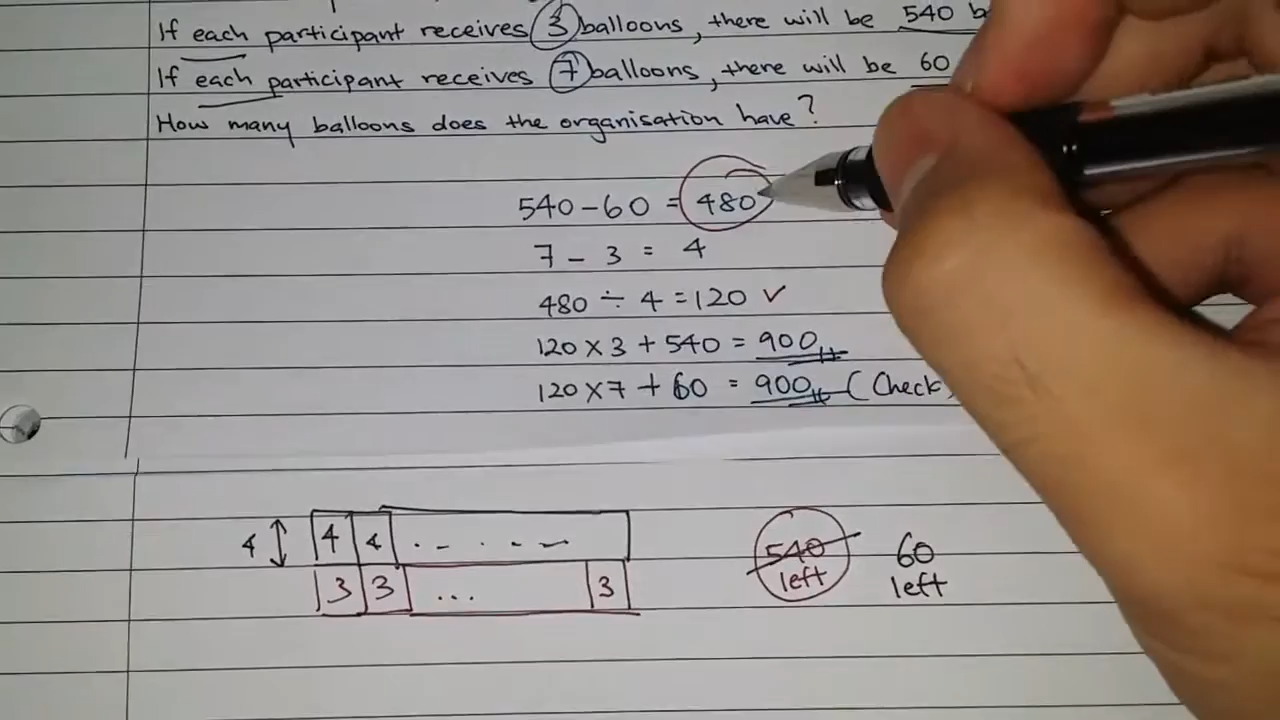 If each participant receives 3 balloons, there will be 540
If each participant receives 7 balloons, there will be 60
How many balloons does the organisation have?
540 - 60 = 480
7 - 3 = 4
480 ÷ 4 = 120 ✓
120 × 3 + 540 = 900
120 × 7 + 60 = 900 (Check
4 4 4 . - . - -
3 3 ... 3
540 left
60 left